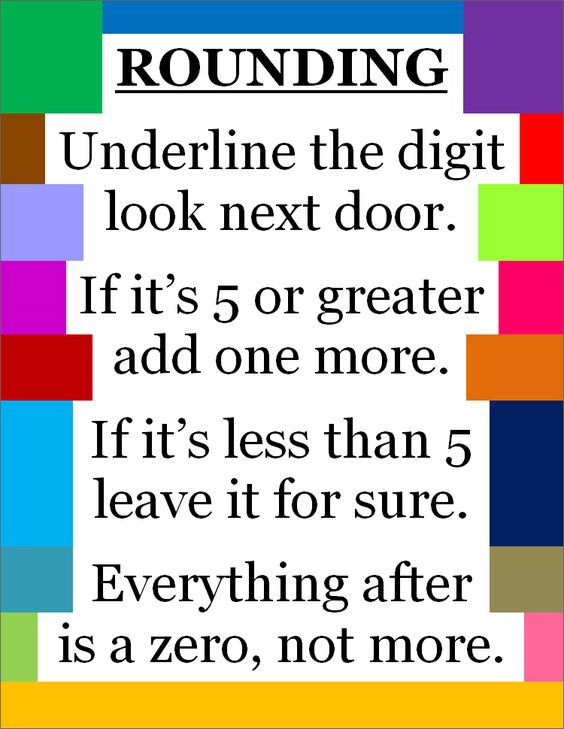 ROUNDING
Underline the digit
look next door.
If it’s 5 or greater
add one more.
If it’s less than 5
leave it for sure.
Everything after
is a zero, not more.